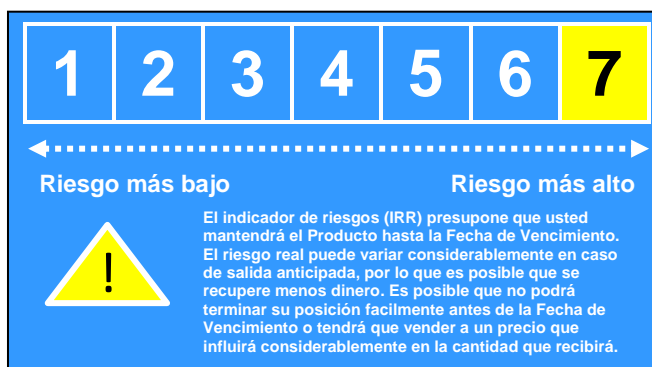 1 2 3 4 5 6 7
Riesgo más bajo Riesgo más alto
El indicador de riesgos (IRR) presupone que usted
mantendrá el Producto hasta la Fecha de Vencimiento.
El riesgo real puede variar considerablemente en caso
de salida anticipada, por lo que es posible que se
recupere menos dinero. Es posible que no podrá
terminar su posición facilmente antes de la Fecha de
Vencimiento o tendrá que vender a un precio que
influirá considerablemente en la cantidad que recibirá.
!